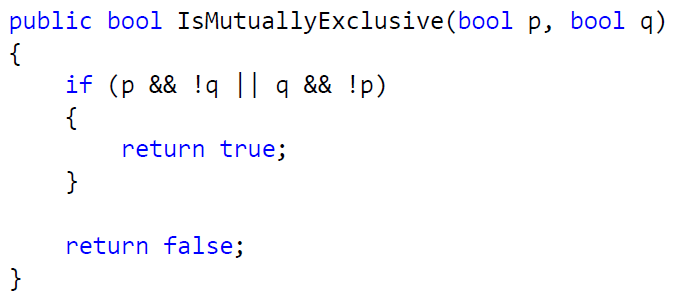 public bool IsMutuallyExclusive(bool p, bool q)
{
    if (p && !q || q && !p)
    {
        return true;
    }

    return false;
}